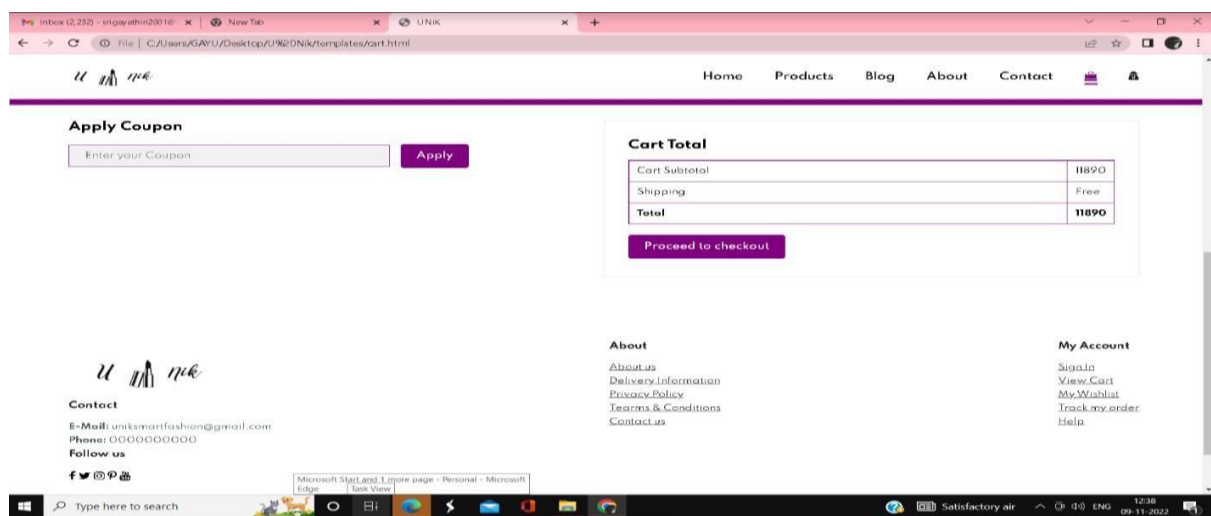 Inbox (2,232) - srigayathin20016
New Tab
UNiK
File | C:/Users/GAYU/Desktop/U%20Nik/templates/cart.html
u nik
Home Products Blog About Contact
Apply Coupon
Enter your Coupon
Apply
Cart Total
Cart Subtotal 11890
Shipping Free
Total 11890
Proceed to checkout
u nik
Contact
E-Mail: uniksmartfashion@gmail.com
Phone: 0000000000
Follow us
About
About us
Delivery Information
Privacy Policy
Tearms & Conditions
Contact us
My Account
Sign In
View Cart
My Wishlist
Track my order
Help
Microsoft Start and 1 more page - Personal - Microsoft
Edge
Task View
Type here to search
Satisfactory air
ENG
12:38
09-11-2022